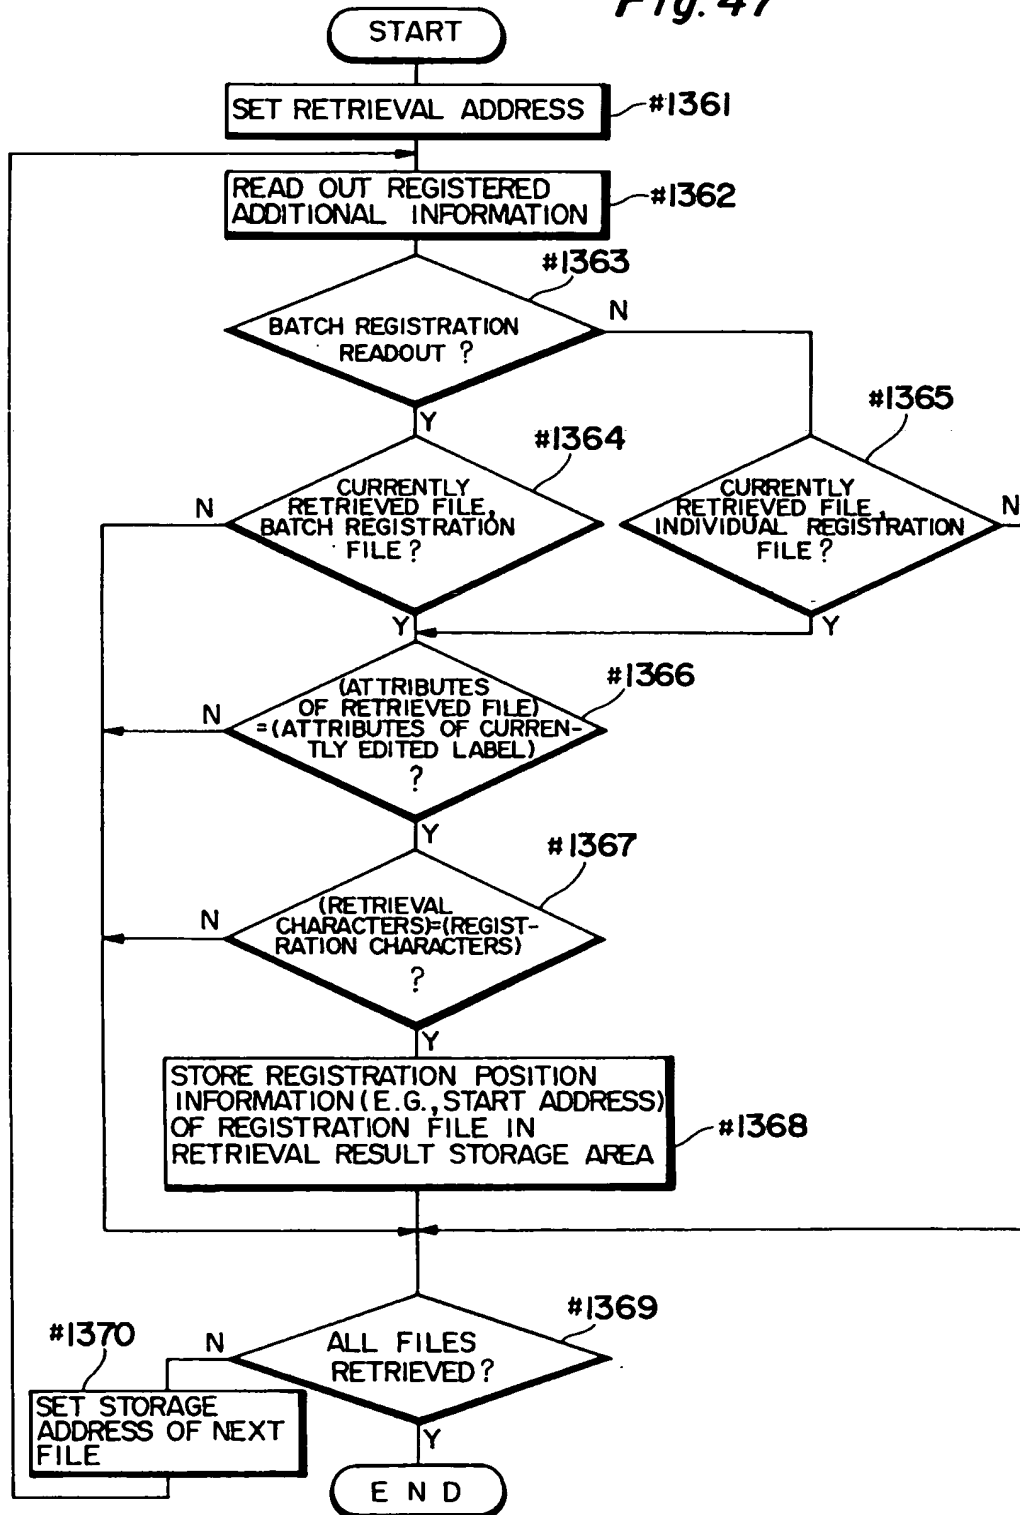 Fig. 47
START
SET RETRIEVAL ADDRESS
#1361
READ OUT REGISTERED
ADDITIONAL INFORMATION
#1362
#1363
BATCH REGISTRATION
READOUT ?
N
Y
#1364
CURRENTLY
RETRIEVED FILE,
BATCH REGISTRATION
FILE?
N
Y
#1365
CURRENTLY
RETRIEVED FILE,
INDIVIDUAL REGISTRATION
FILE?
N
Y
#1366
(ATTRIBUTES
OF RETRIEVED FILE)
=(ATTRIBUTES OF CURREN-
TLY EDITED LABEL)
?
N
Y
#1367
(RETRIEVAL
CHARACTERS)=(REGIST-
RATION CHARACTERS)
?
N
Y
STORE REGISTRATION POSITION
INFORMATION (E.G., START ADDRESS)
OF REGISTRATION FILE IN
RETRIEVAL RESULT STORAGE AREA
#1368
#1369
ALL FILES
RETRIEVED?
N
Y
#1370
SET STORAGE
ADDRESS OF NEXT
FILE
END